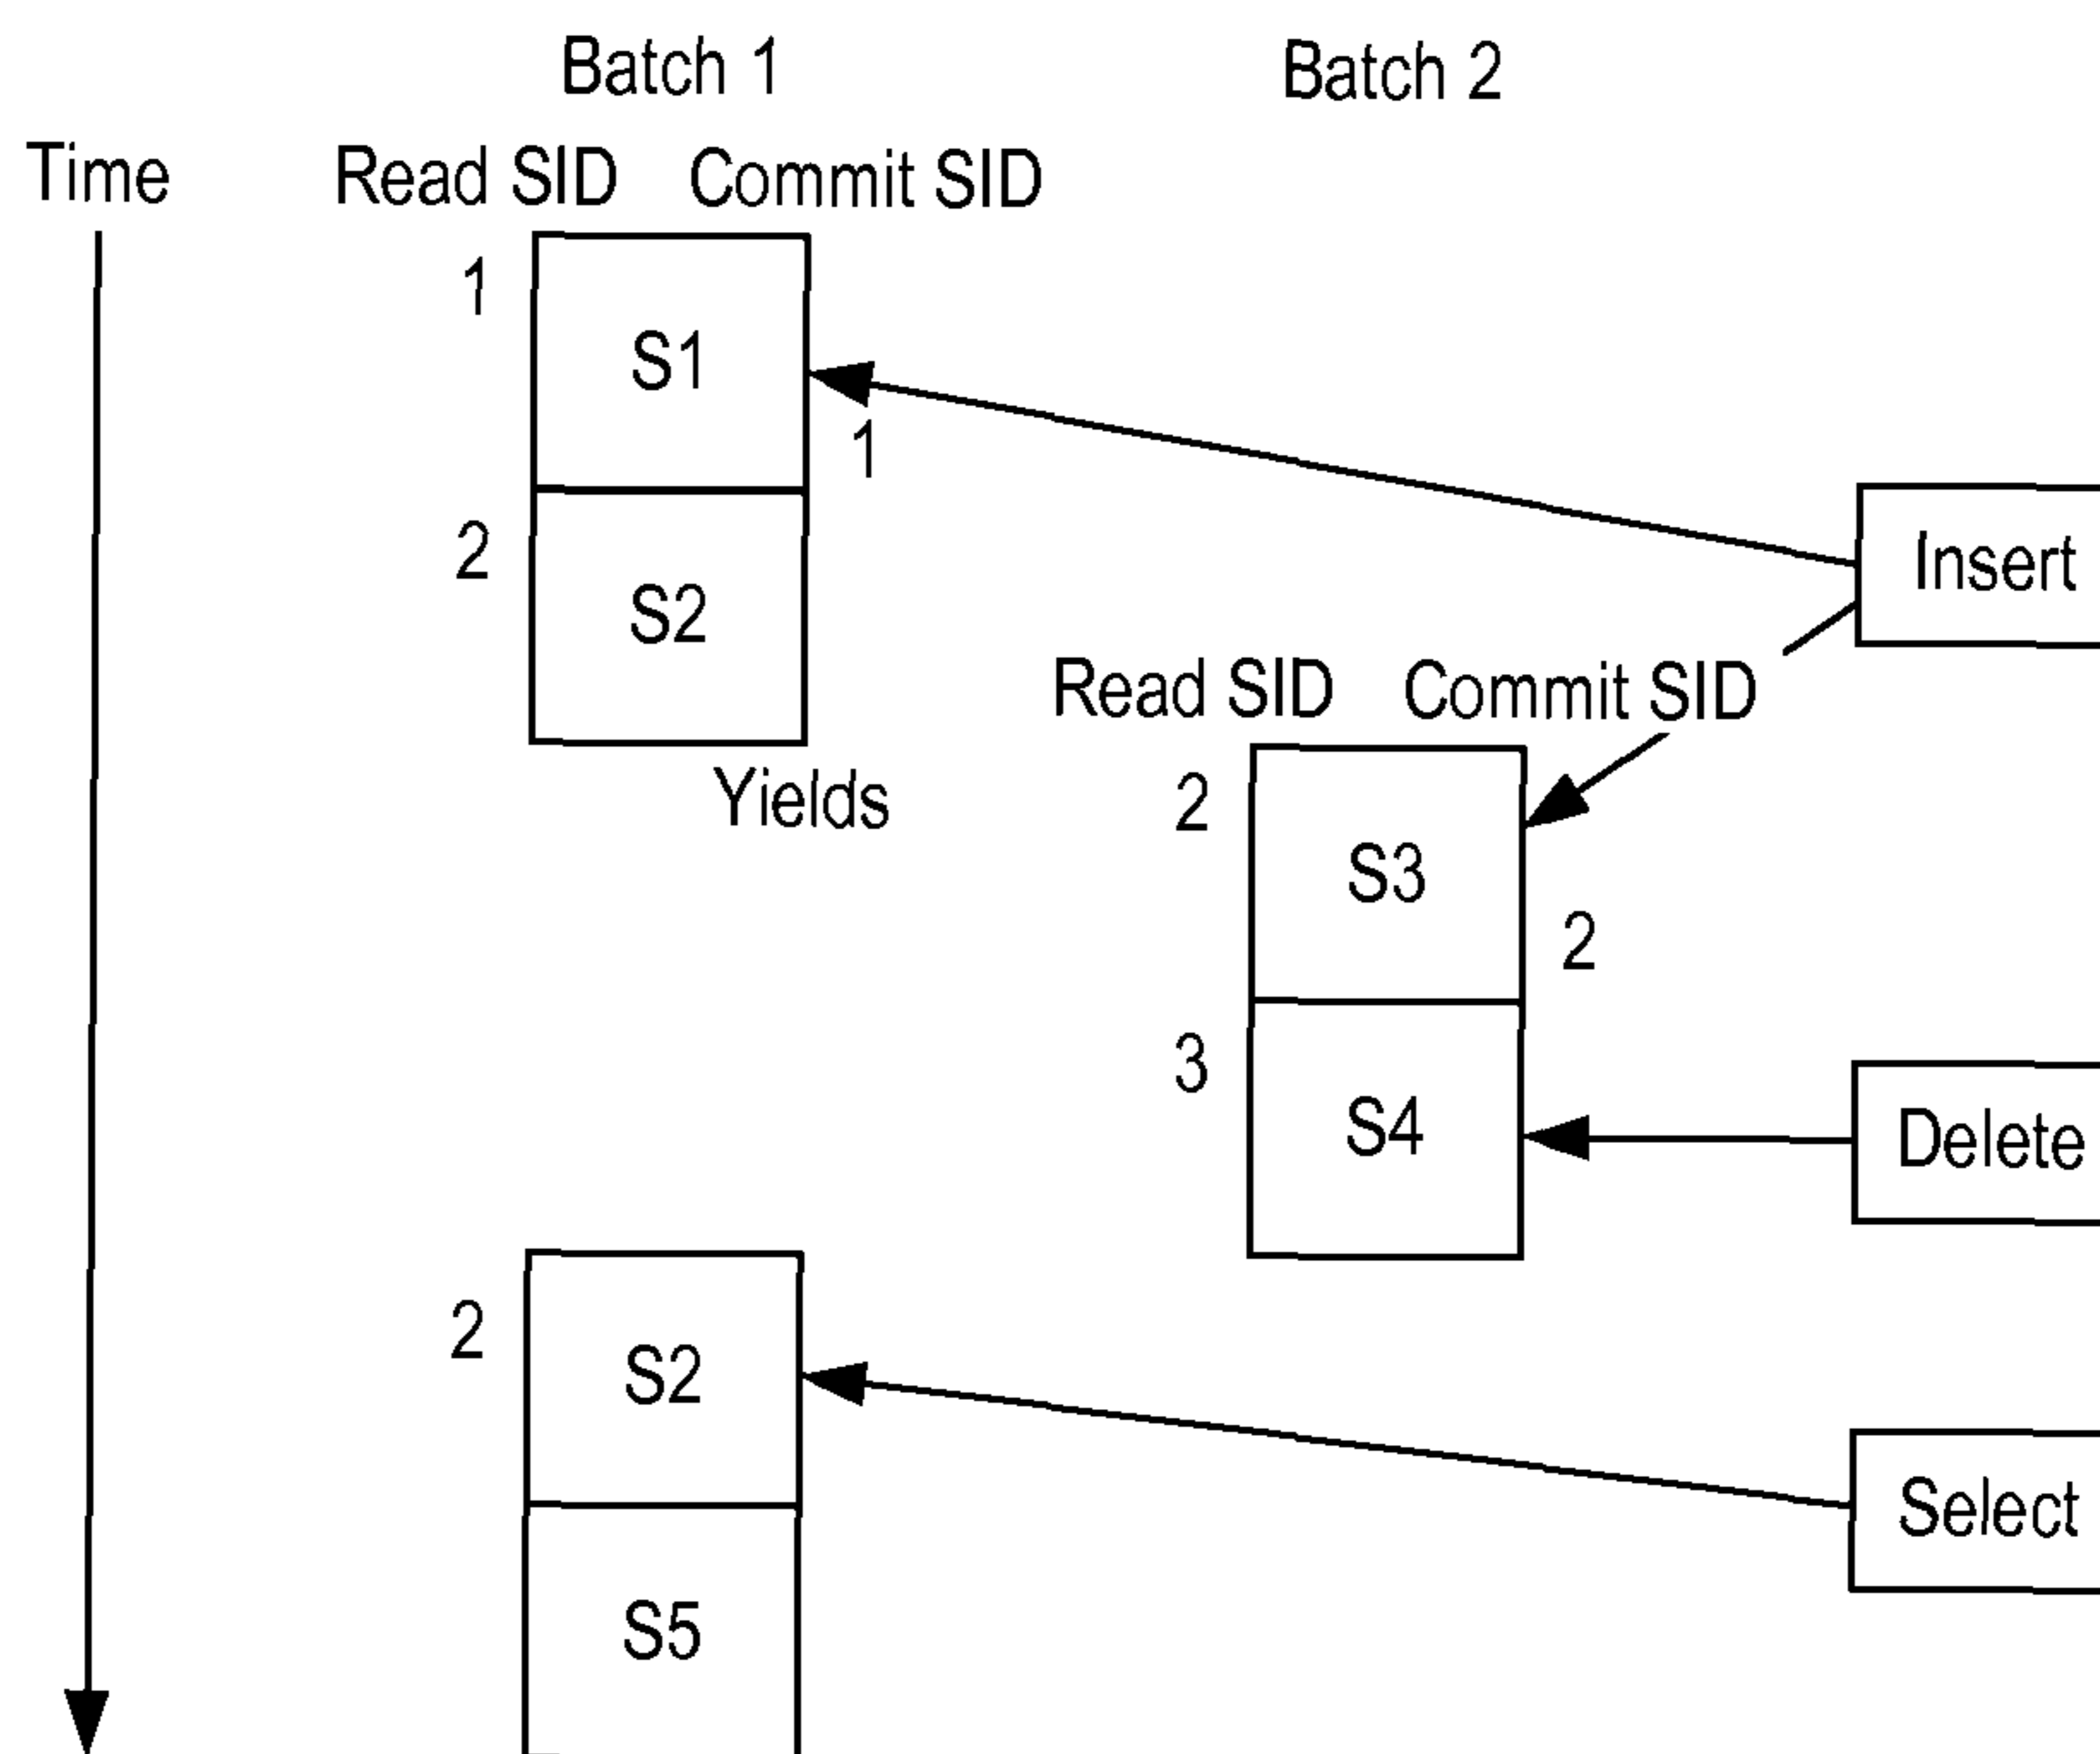 Batch 1 Batch 2
Time Read SID Commit SID
1
S1
1
2
S2
Insert
Read SID Commit SID
Yields
2
S3
2
3
S4
Delete
2
S2
Select
S5